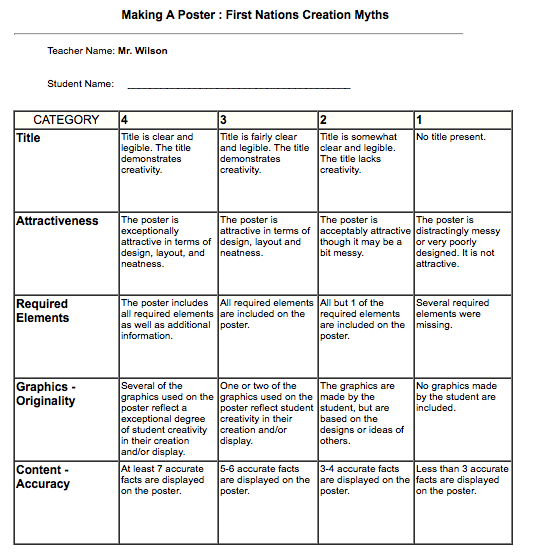 Making A Poster : First Nations Creation Myths
Teacher Name: Mr. Wilson
Student Name: ________________________________________
CATEGORY 4 3 2 1
Title
Title is clear and
legible. The title
demonstrates
creativity.
Title is fairly clear
and legible. The title
demonstrates
creativity.
Title is somewhat
clear and legible.
The title lacks
creativity.
No title present.
Attractiveness
The poster is
exceptionally
attractive in terms of
design, layout, and
neatness.
The poster is
attractive in terms of
design, layout and
neatness.
The poster is
acceptably attractive
though it may be a
bit messy.
The poster is
distractingly messy
or very poorly
designed. It is not
attractive.
Required
Elements
The poster includes
all required elements
as well as additional
information.
All required elements
are included on the
poster.
All but 1 of the
required elements
are included on the
poster.
Several required
elements were
missing.
Graphics -
Originality
Several of the
graphics used on the
poster reflect a
exceptional degree
of student creativity
in their creation
and/or display.
One or two of the
graphics used on the
poster reflect student
creativity in their
creation and/or
display.
The graphics are
made by the
student, but are
based on the
designs or ideas of
others.
No graphics made
by the student are
included.
Content -
Accuracy
At least 7 accurate
facts are displayed
on the poster.
5-6 accurate facts
are displayed on the
poster.
3-4 accurate facts
are displayed on the
poster.
Less than 3 accurate
facts are displayed
on the poster.